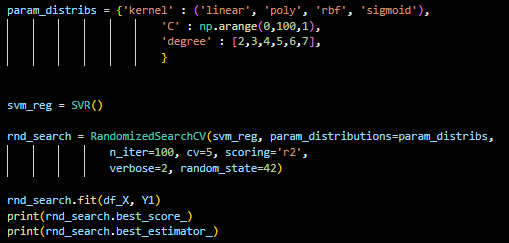 param_distribs = {'kernel' : ('linear', 'poly', 'rbf', 'sigmoid'),
'C' : np.arange(0,100,1),
'degree' : [2,3,4,5,6,7],
}
svm_reg = SVR()
rnd_search = RandomizedSearchCV(svm_reg, param_distributions=param_distribs,
n_iter=100, cv=5, scoring='r2',
verbose=2, random_state=42)
rnd_search.fit(df_X, Y1)
print(rnd_search.best_score_)
print(rnd_search.best_estimator_)